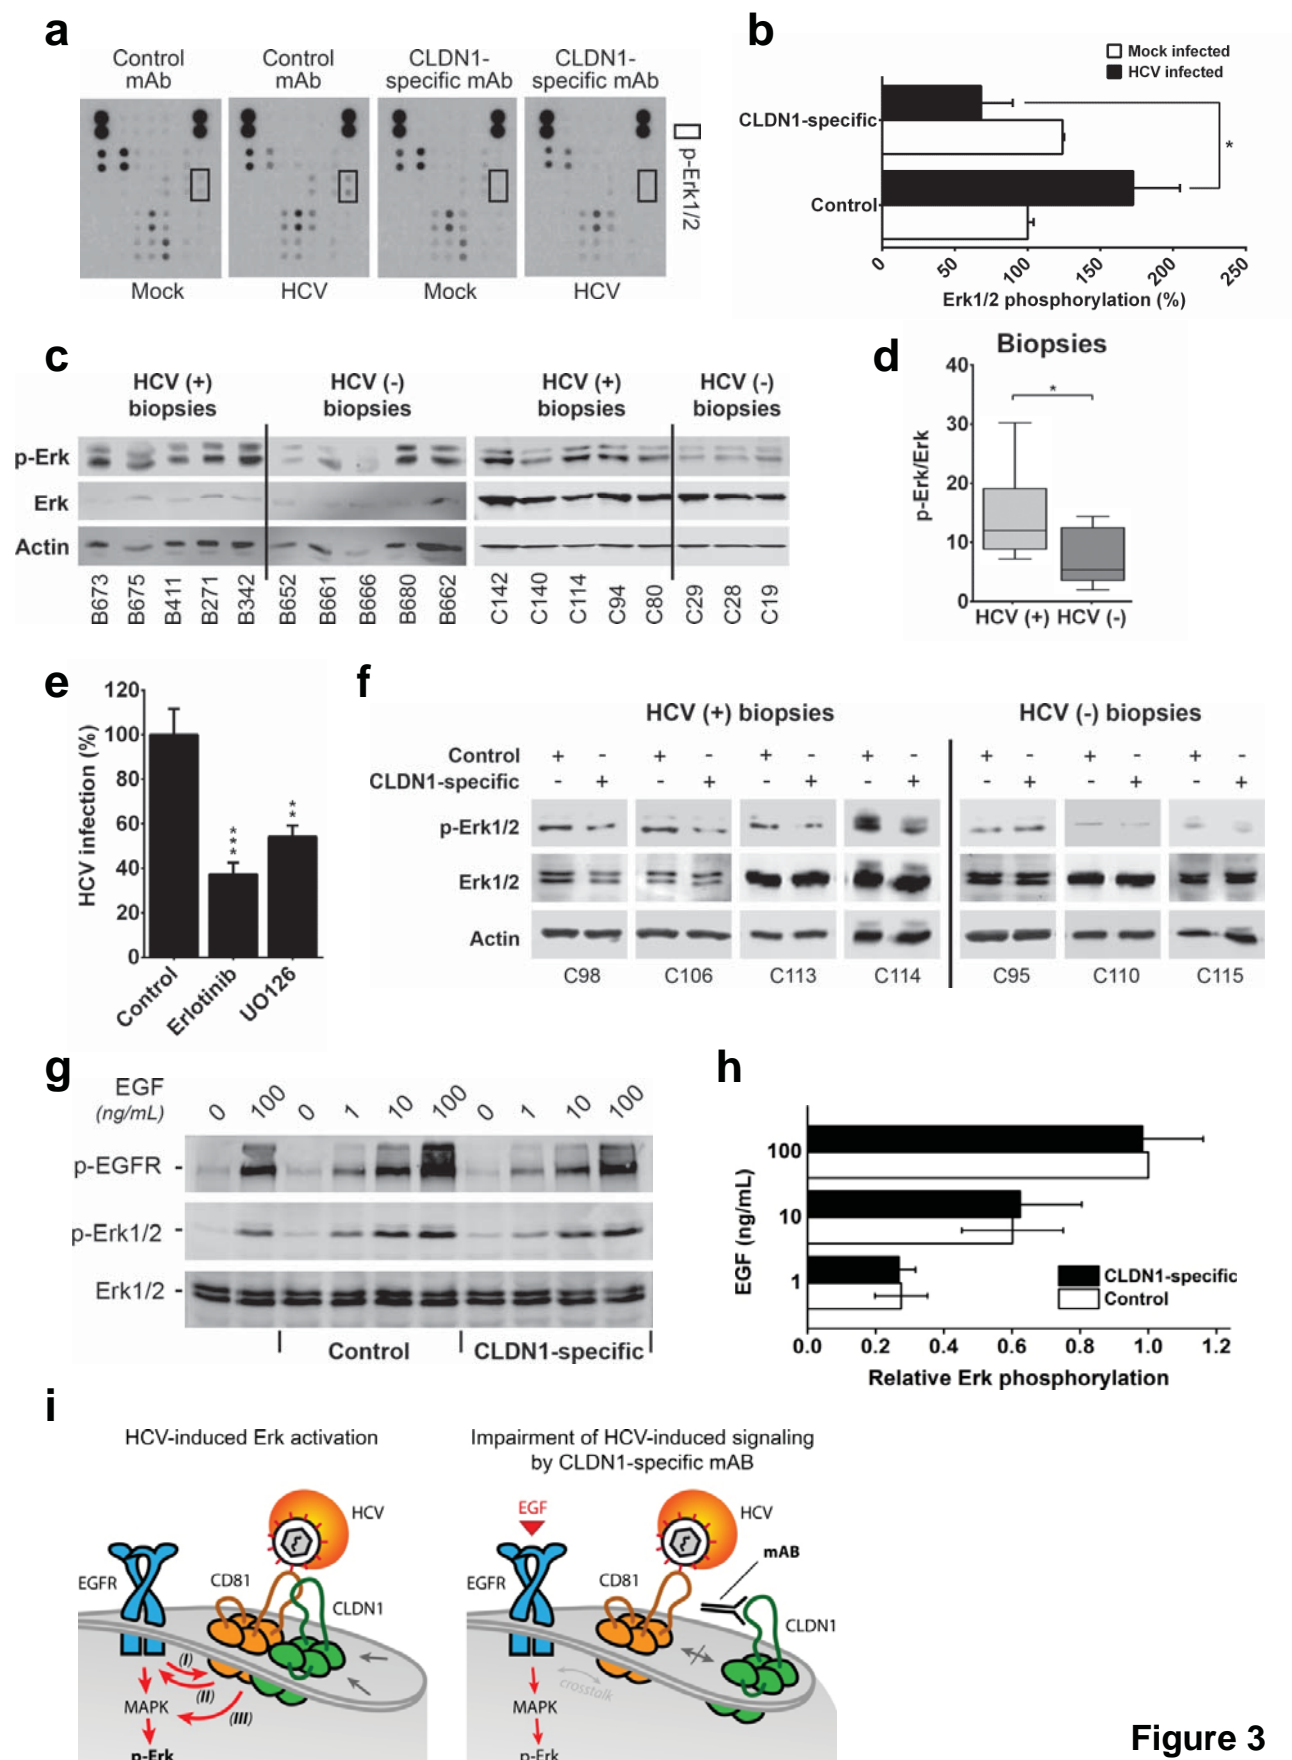 a
Control
mAb
Control
mAb
CLDN1-
specific mAb
CLDN1-
specific mAb
p-Erk1/2
Mock
HCV
Mock
HCV
b
Mock infected
HCV infected
CLDN1-specific
*
Control
0
50
100
150
200
250
Erk1/2 phosphorylation (%)
c
HCV (+)
biopsies
HCV (-)
biopsies
HCV (+)
biopsies
HCV (-)
biopsies
p-Erk
Erk
Actin
B673
B675
B411
B271
B342
B652
B661
B666
B680
B662
C142
C140
C114
C94
C80
C29
C28
C19
d
Biopsies
*
p-Erk/Erk
40
30
20
10
0
HCV (+) HCV (-)
e
HCV infection (%)
120
100
80
60
40
20
0
***
**
Control
Erlotinib
UO126
f
HCV (+) biopsies
HCV (-) biopsies
Control + - + - + - + - + - + - + -
CLDN1-specific - + - + - + - + - + - + - +
p-Erk1/2
Erk1/2
Actin
C98 C106 C113 C114 C95 C110 C115
g
EGF
(ng/mL)
0 100 0 1 10 100 0 1 10 100
p-EGFR -
p-Erk1/2 -
Erk1/2 -
Control
CLDN1-specific
h
EGF (ng/mL)
100
10
1
CLDN1-specific
Control
0.0 0.2 0.4 0.6 0.8 1.0 1.2
Relative Erk phosphorylation
i
HCV-induced Erk activation
HCV
EGFR
CD81
CLDN1
(I)
(II)
(III)
MAPK
p-Erk
Impairment of HCV-induced signaling
by CLDN1-specific mAB
EGF
HCV
mAB
EGFR
CD81
CLDN1
crosstalk
MAPK
p-Erk
Figure 3